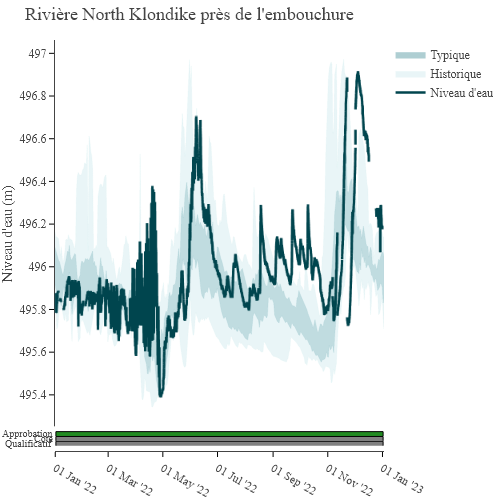 Rivière North Klondike près de l'embouchure
Typique
Historique
Niveau d'eau
Niveau d'eau (m)
497
496.8
496.6
496.4
496.2
496
495.8
495.6
495.4
Approbation
Qualificatif
01 Jan '22
01 Mar '22
01 May '22
01 Jul '22
01 Sep '22
01 Nov '22
01 Jan '23